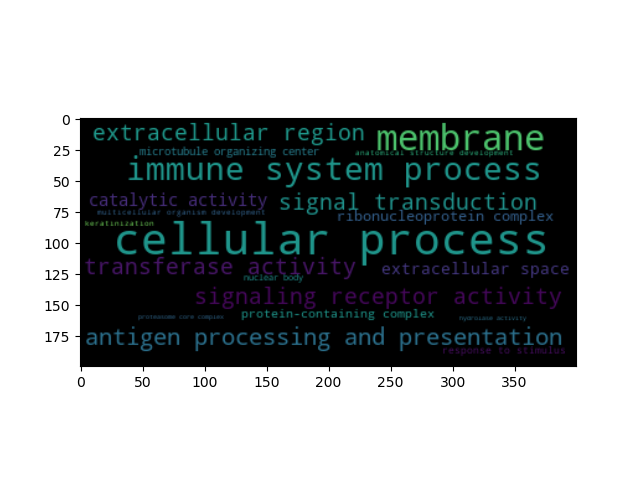 0
extracellular region
membrane
25
microtubule organizing center
anatomical structure development
immune system process
50
catalytic activity
signal transduction
75
multicellular organism development
ribonucleoprotein complex
keratinization
cellular process
100
transferase activity
extracellular space
125
nuclear body
signaling receptor activity
150
protein-containing complex
proteasome core complex
hydrolase activity
antigen processing and presentation
175
response to stimulus
0 50 100 150 200 250 300 350